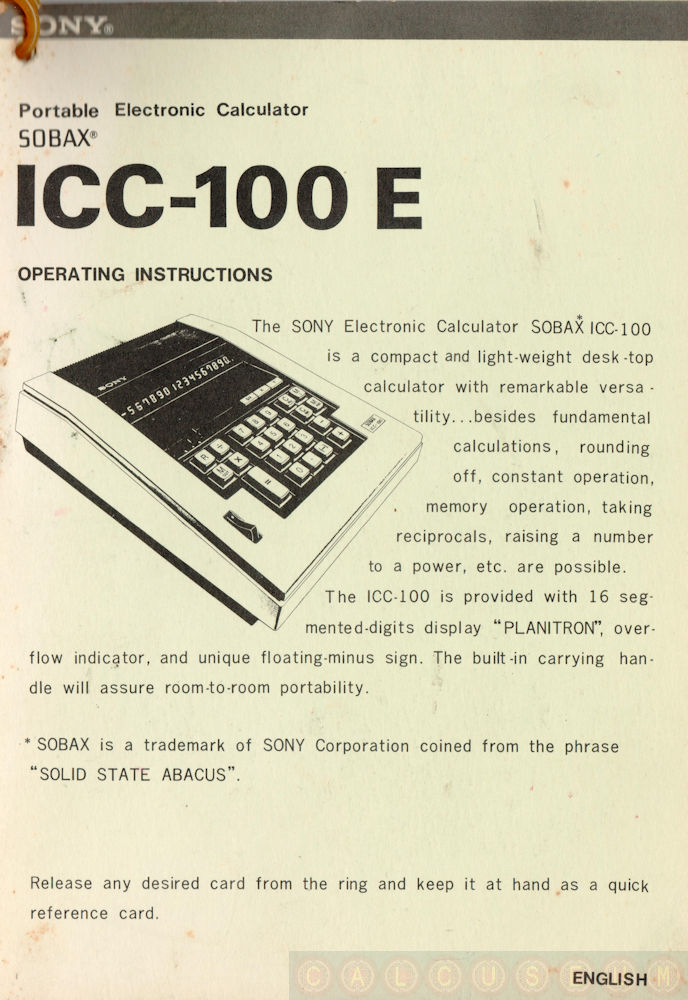 SONY®
Portable Electronic Calculator
SOBAX®
ICC-100 E
OPERATING INSTRUCTIONS
The SONY Electronic Calculator SOBAX* ICC-100
is a compact and light-weight desk-top
calculator with remarkable versa-
tility...besides fundamental
calculations, rounding
off, constant operation,
memory operation, taking
reciprocals, raising a number
to a power, etc. are possible.
The ICC-100 is provided with 16 seg-
mented-digits display “PLANITRON”, over-
flow indicator, and unique floating-minus sign. The built-in carrying han-
dle will assure room-to-room portability.
SONY
-567890 1234567890.
* SOBAX is a trademark of SONY Corporation coined from the phrase
“SOLID STATE ABACUS”.
Release any desired card from the ring and keep it at hand as a quick
reference card.
CALCUSEUM
ENGLISH